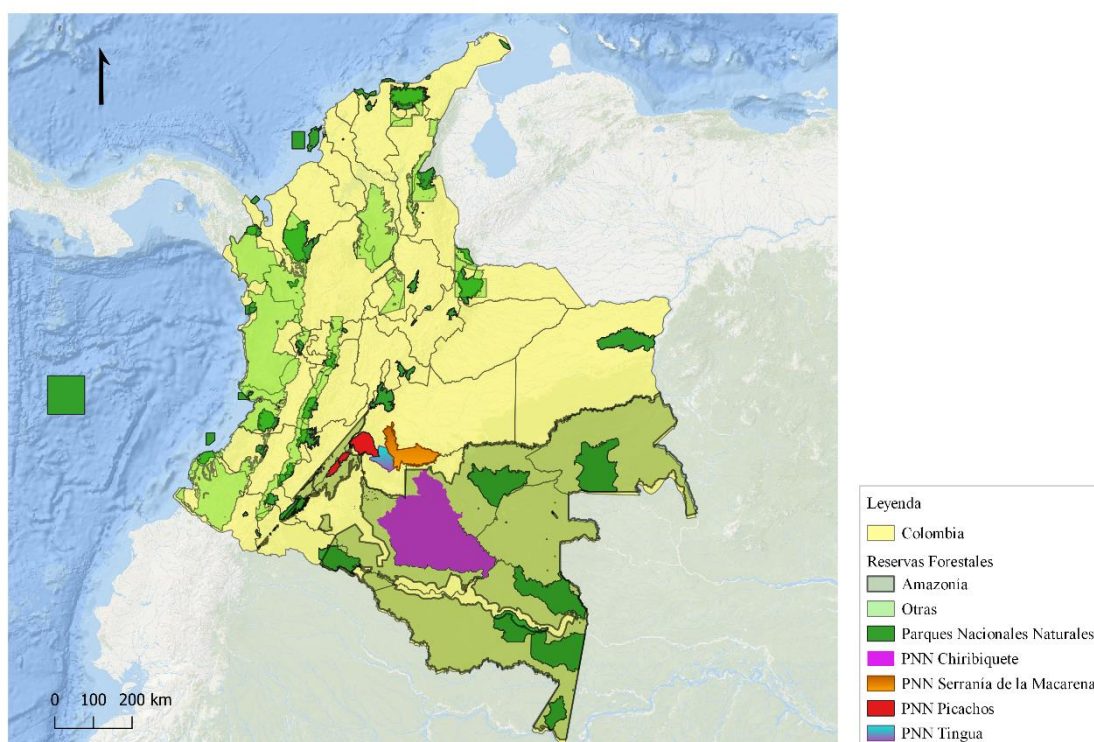 0 100 200 km
Leyenda
Colombia
Reservas Forestales
Amazonía
Otras
Parques Nacionales Naturales
PNN Chiribiquete
PNN Serranía de la Macarena
PNN Picachos
PNN Tingua